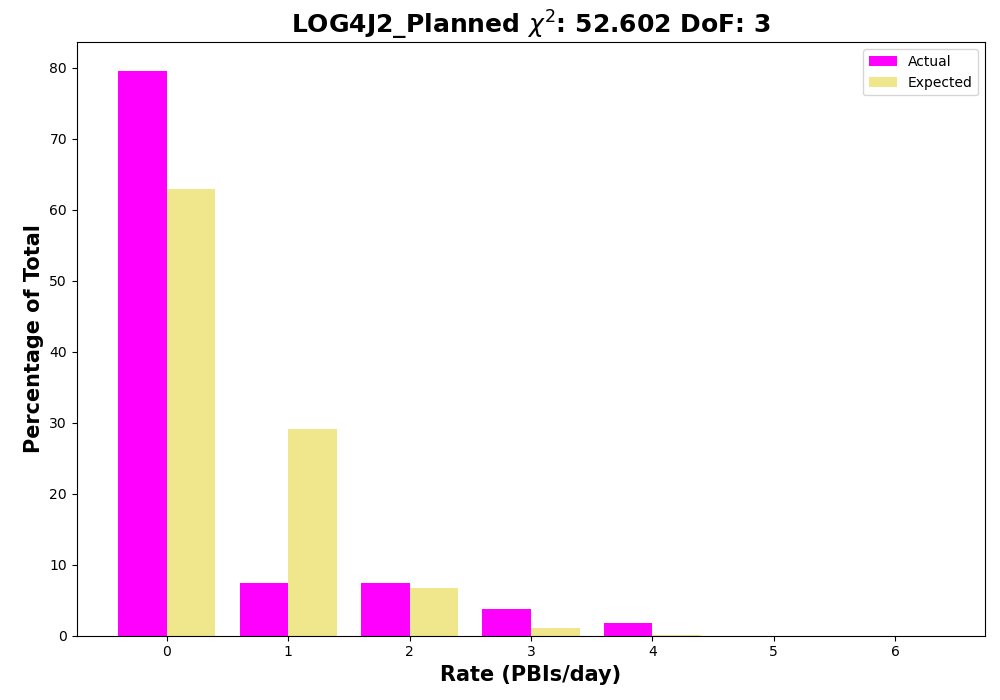 LOG4J2_Planned χ²: 52.602 DoF: 3
Actual
Expected
Percentage of Total
80
70
60
50
40
30
20
10
0
0 1 2 3 4 5 6
Rate (PBIs/day)